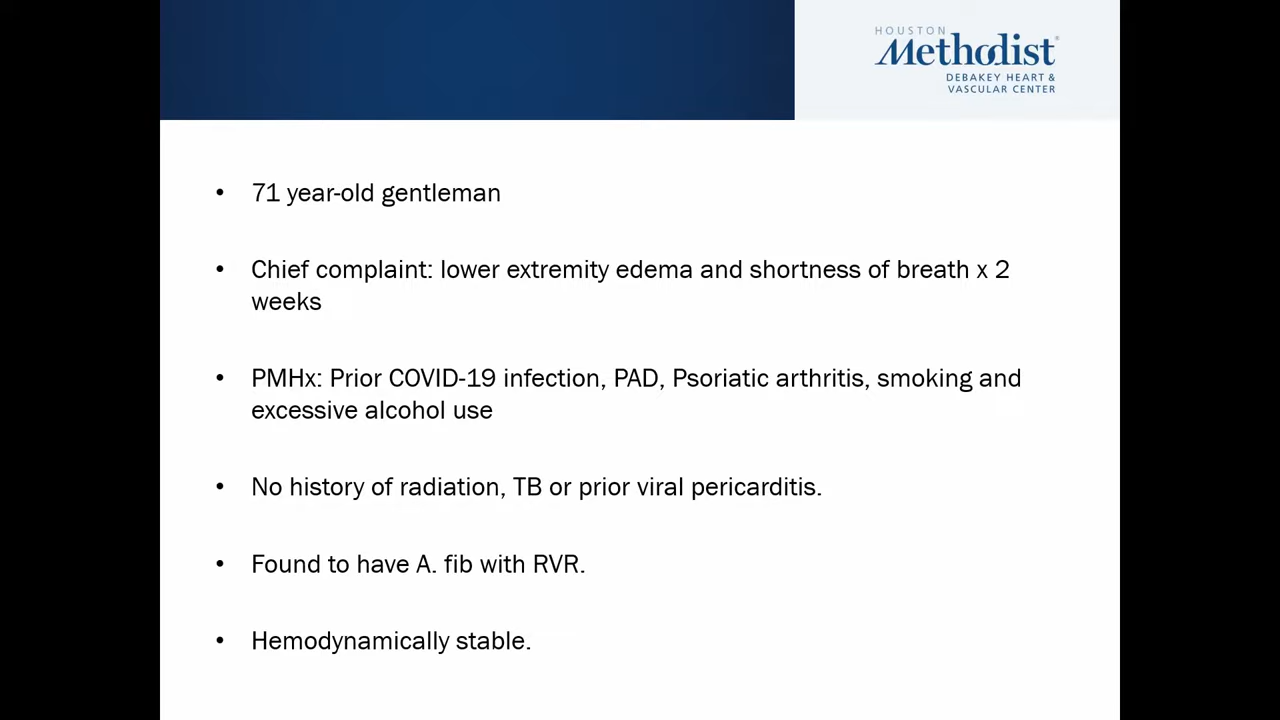 HOUSTON
Methodist®
DEBAKEY HEART &
VASCULAR CENTER
• 71 year-old gentleman
• Chief complaint: lower extremity edema and shortness of breath x 2
weeks
• PMHx: Prior COVID-19 infection, PAD, Psoriatic arthritis, smoking and
excessive alcohol use
• No history of radiation, TB or prior viral pericarditis.
• Found to have A. fib with RVR.
• Hemodynamically stable.